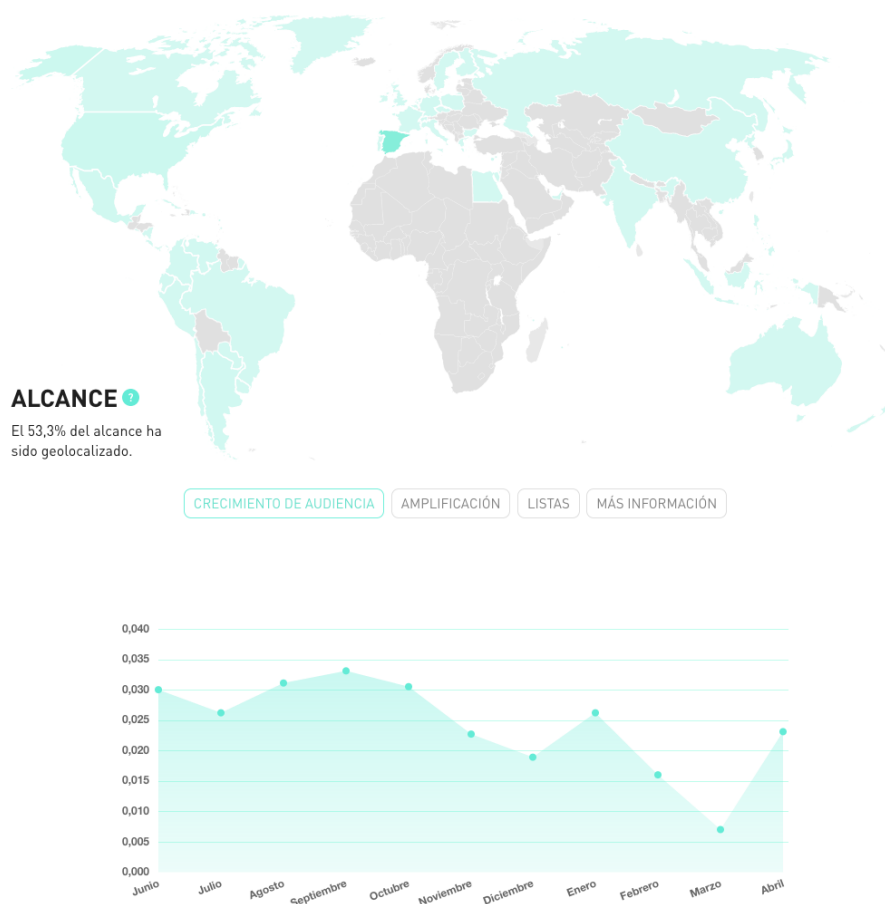 ALCANCE ?
El 53,3% del alcance ha
sido geolocalizado.
CRECIMIENTO DE AUDIENCIA AMPLIFICACIÓN LISTAS MÁS INFORMACIÓN
0,040
0,035
0,030
0,025
0,020
0,015
0,010
0,005
0,000
Junio Julio Agosto Septiembre Octubre Noviembre Diciembre Enero Febrero Marzo Abril